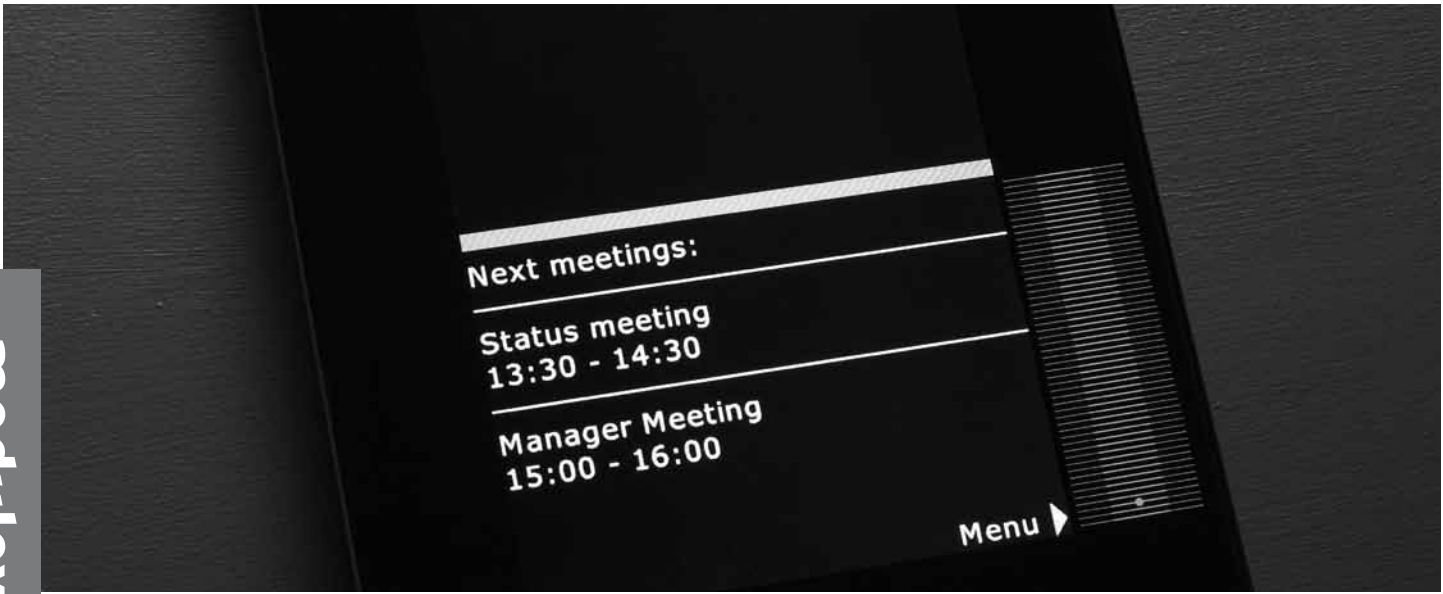 Next meetings:
Status meeting
13:30 - 14:30
Manager Meeting
15:00 - 16:00
Menu